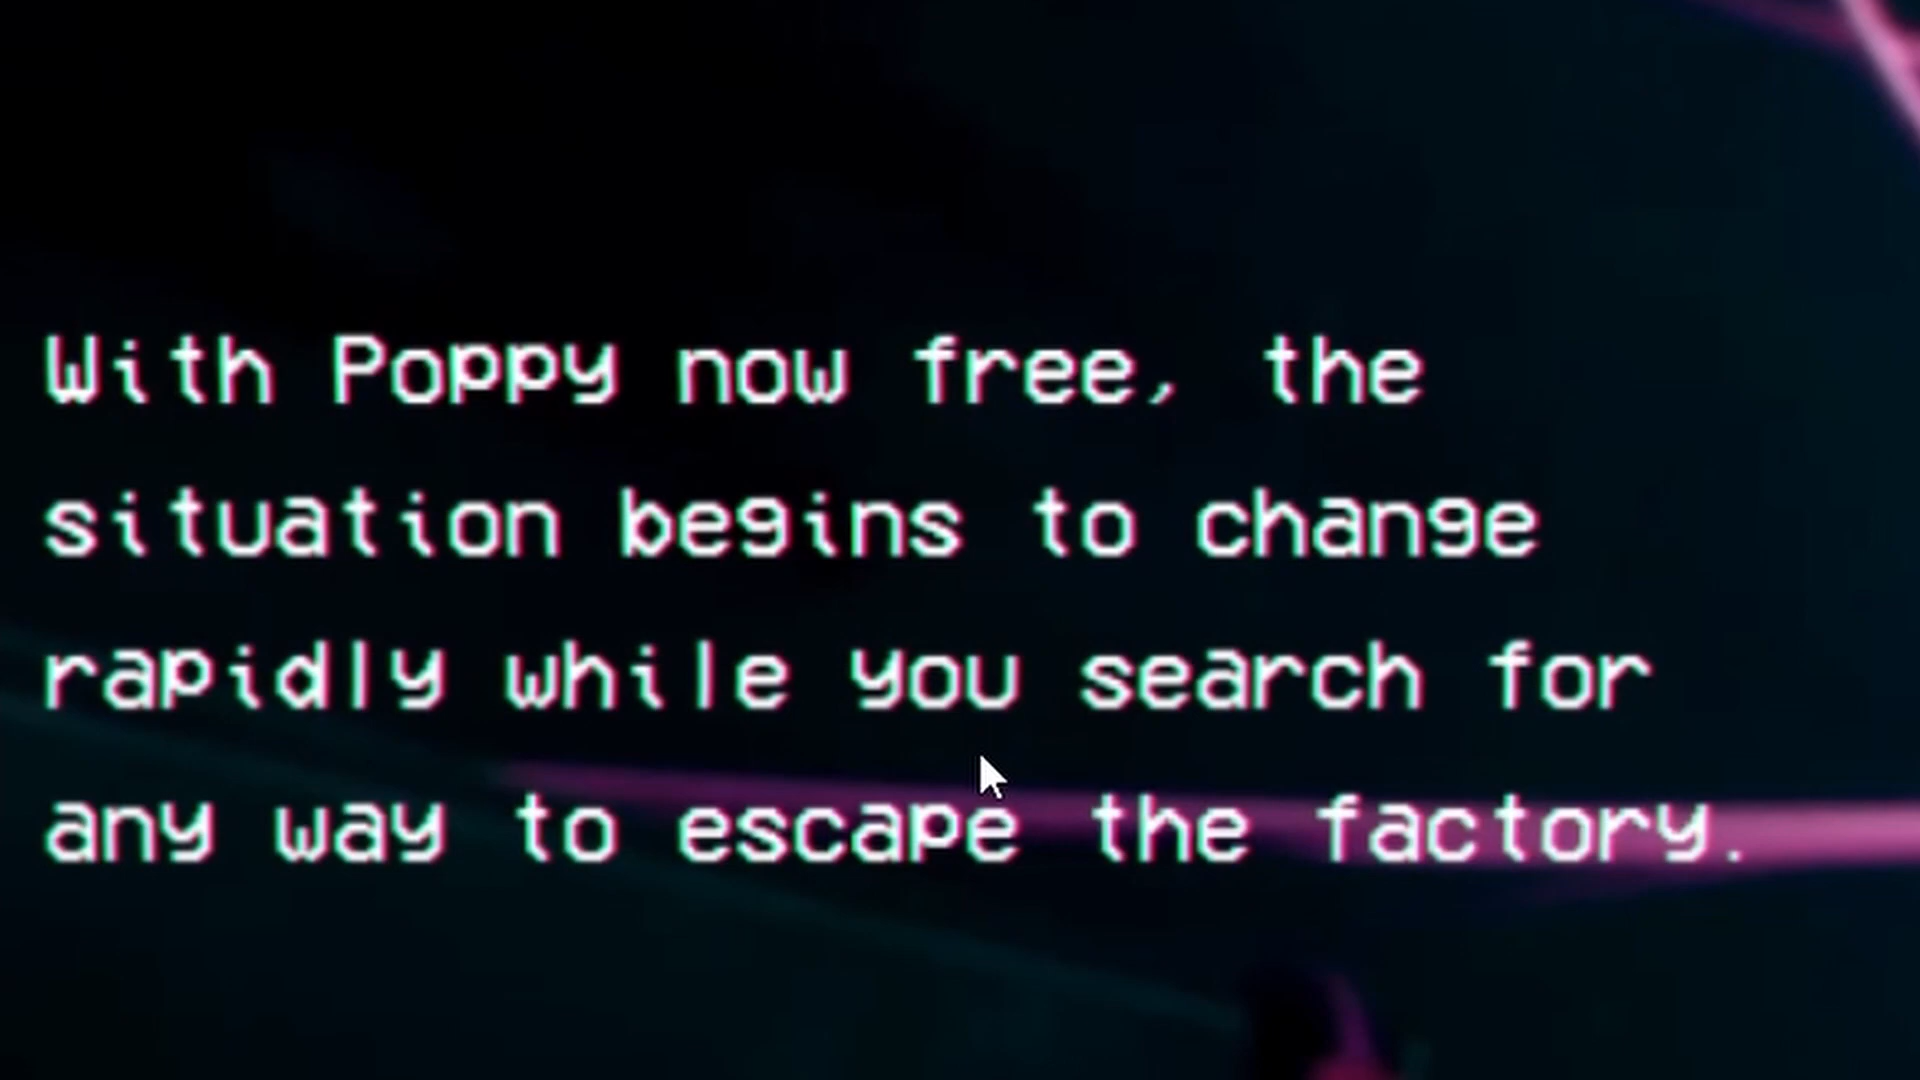 With Poppy now free, the
situation begins to change
rapidly while you search for
any way to escape the factory.